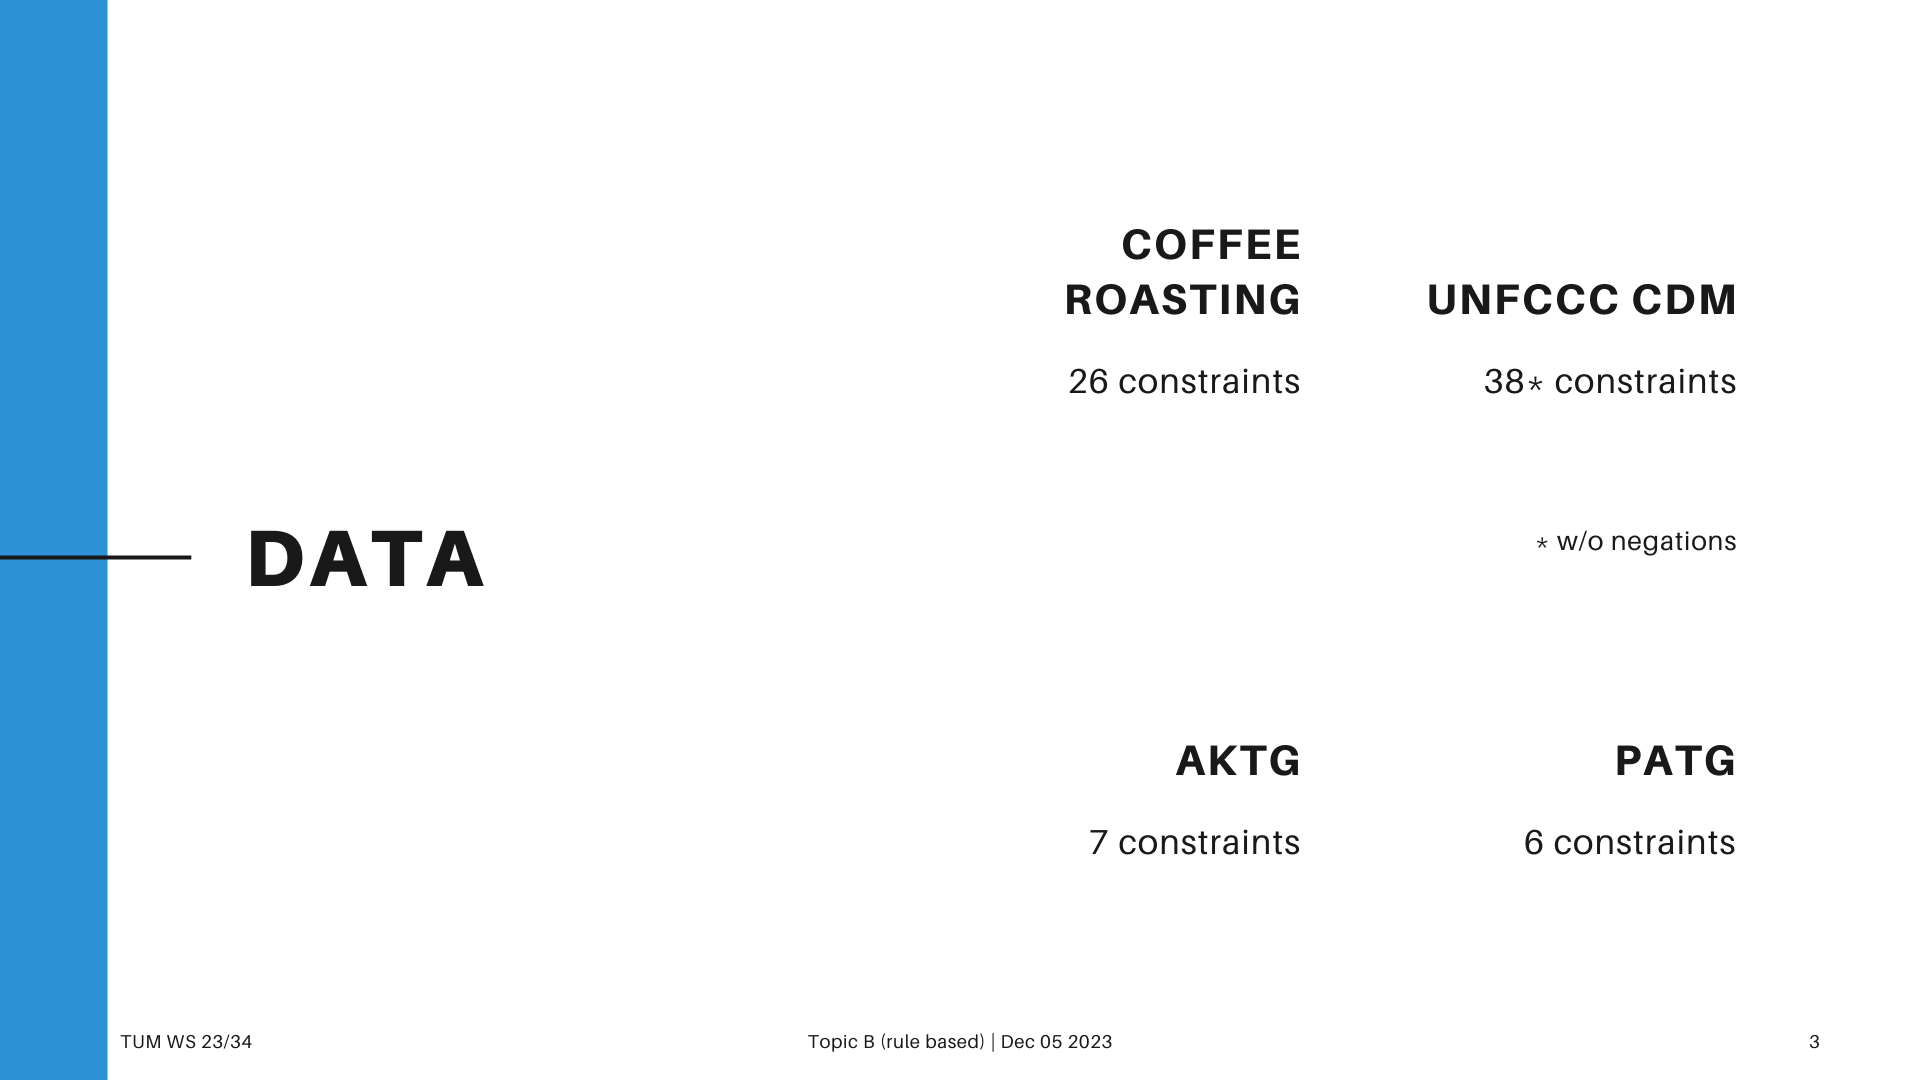 DATA
COFFEE
ROASTING
26 constraints
UNFCCC CDM
38* constraints
* w/o negations
AKTG
7 constraints
PATG
6 constraints
TUM WS 23/34
Topic B (rule based) | Dec 05 2023
3